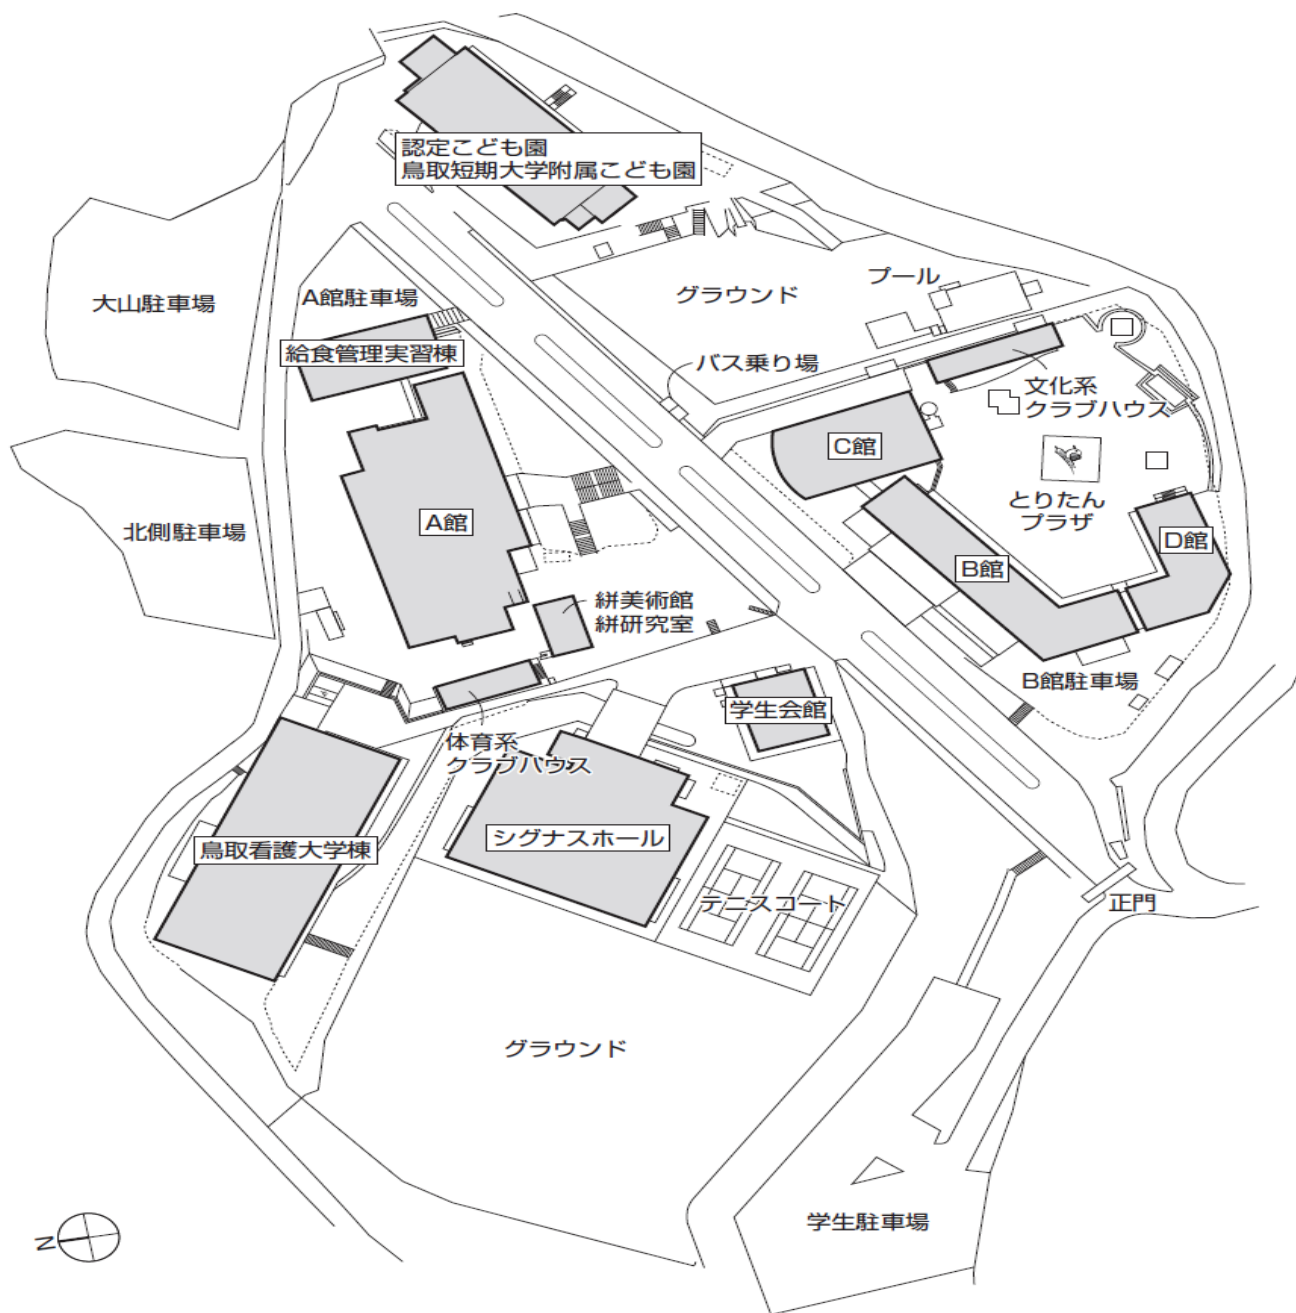 認定こども園
鳥取短期大学附属こども園
大山駐車場
A館駐車場
グラウンド
プール
給食管理実習棟
バス乗り場
文化系
クラブハウス
C館
A館
とりたん
プラザ
北側駐車場
D館
B館
絣美術館
絣研究室
B館駐車場
学生会館
体育系
クラブハウス
シグナスホール
鳥取看護大学棟
テニスコート
正門
グラウンド
学生駐車場
N